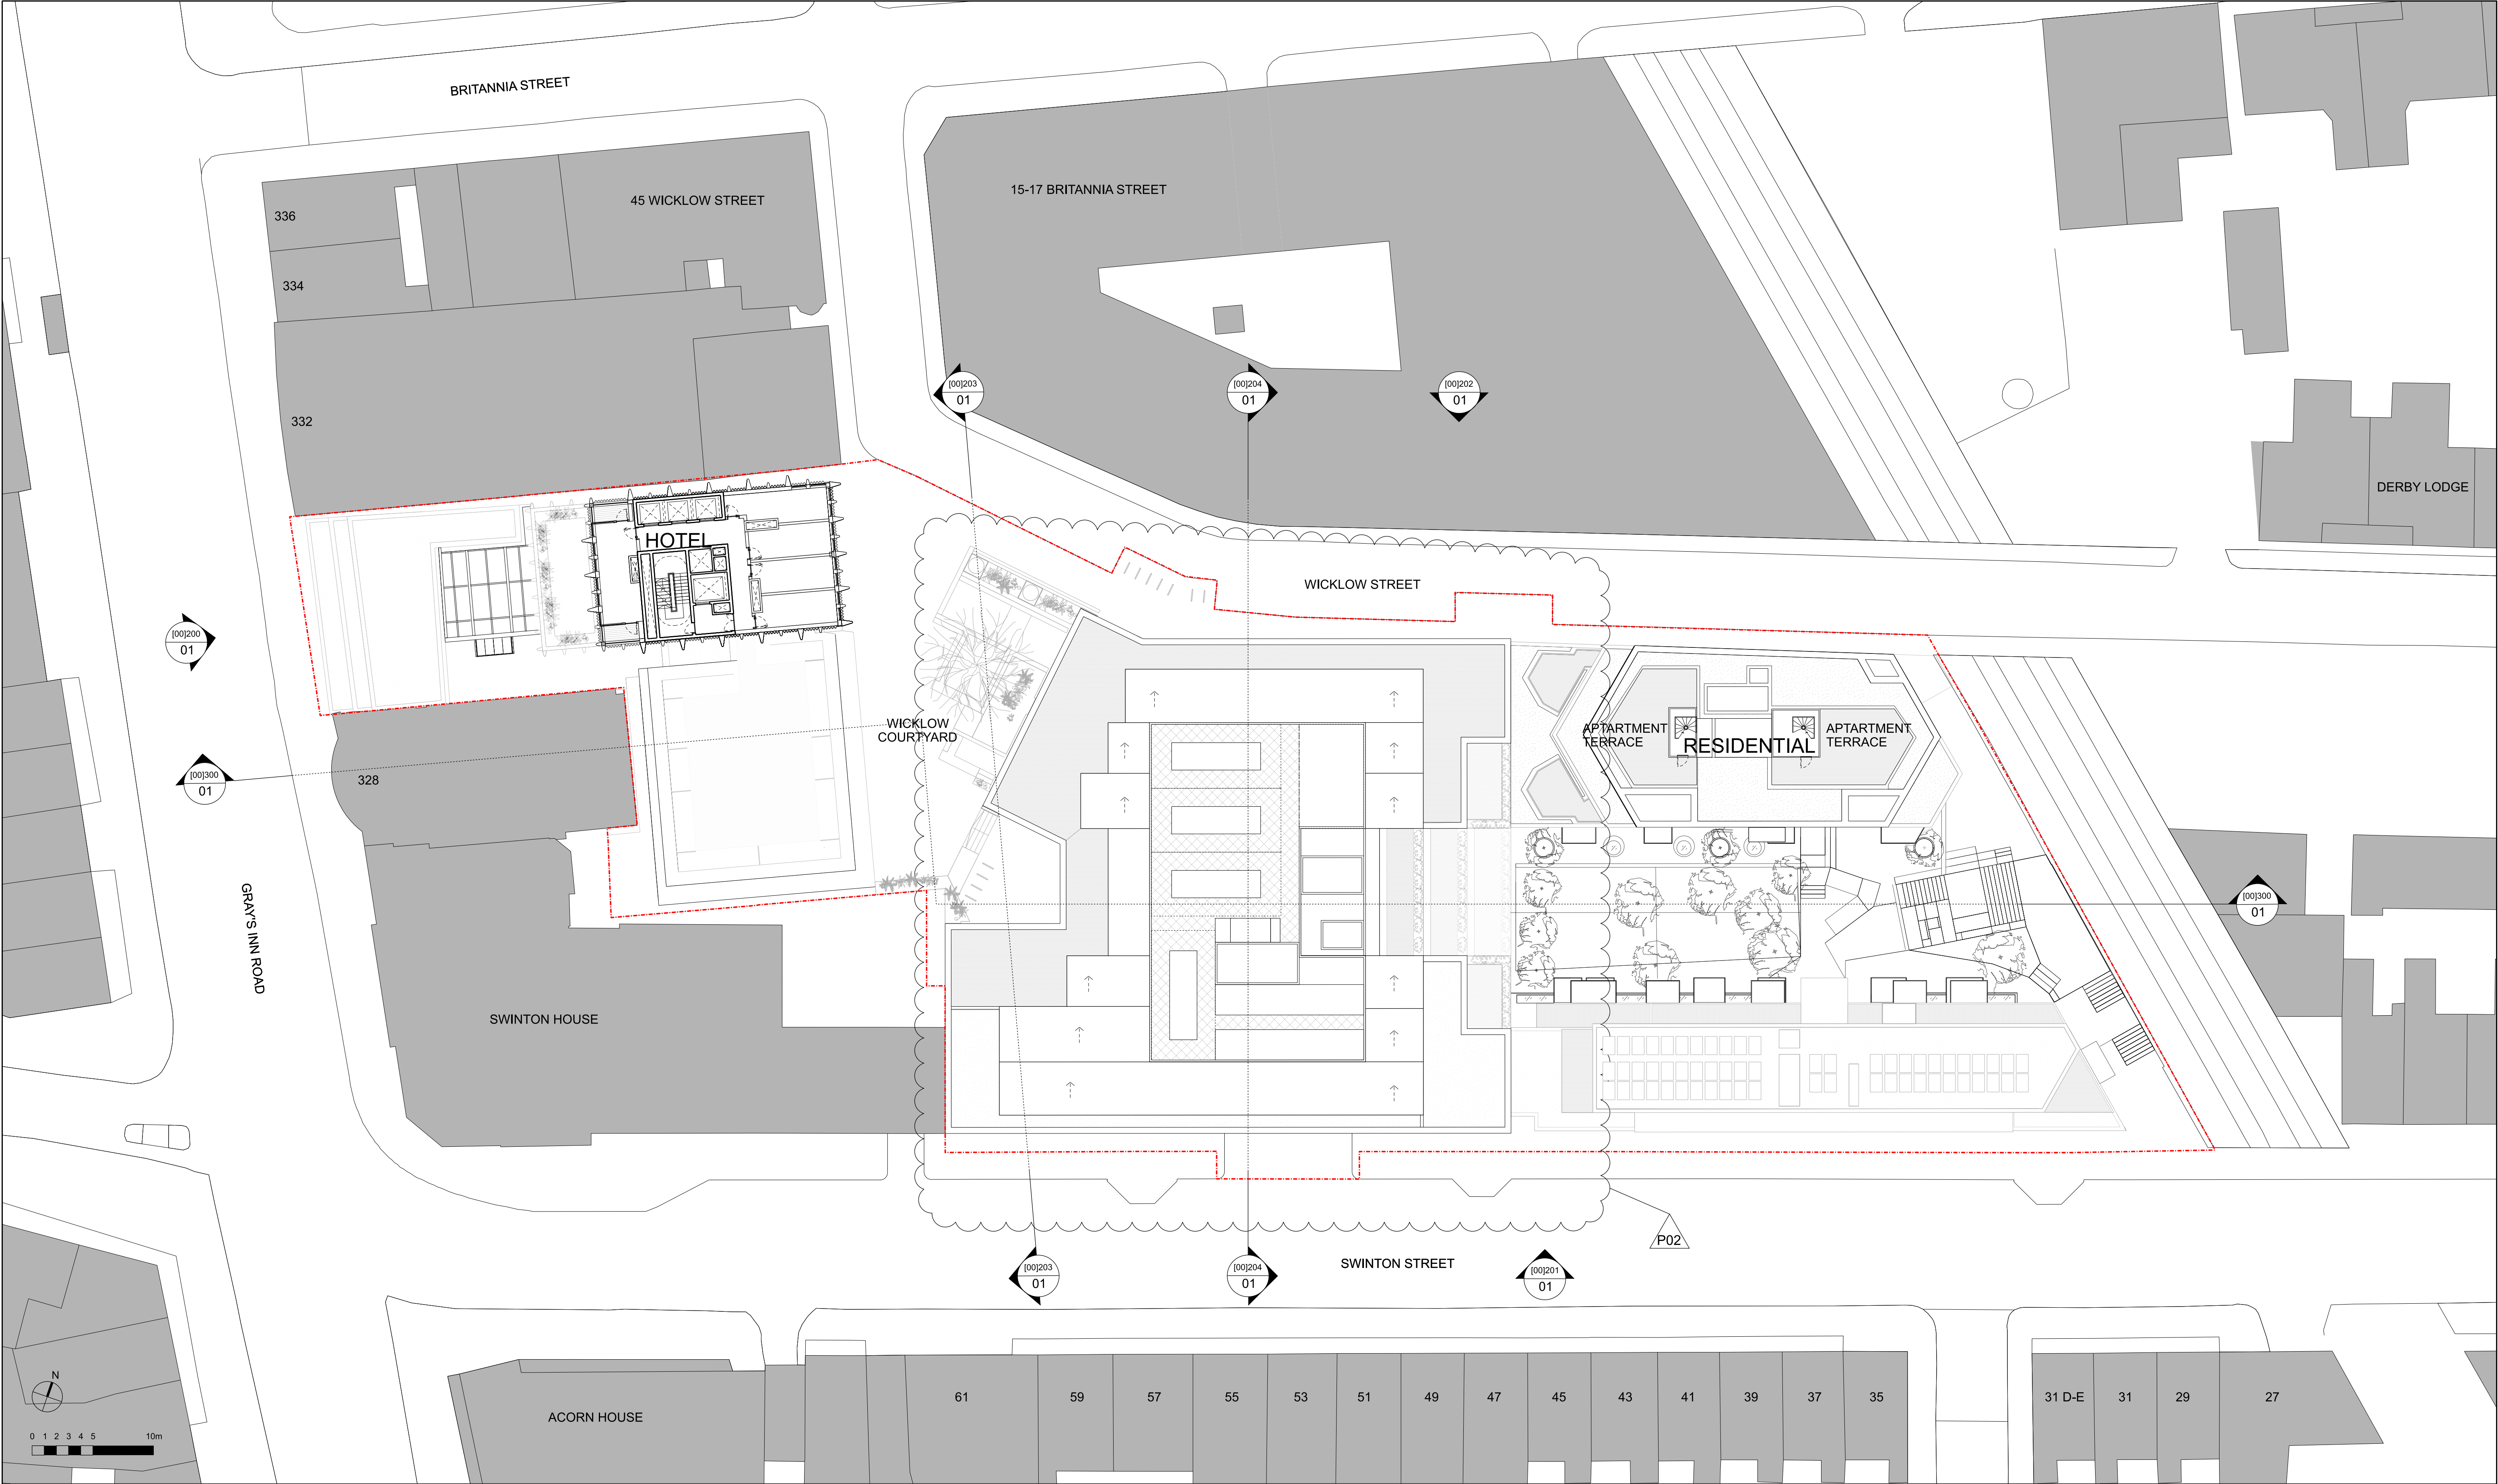 BRITANNIA STREET
15-17 BRITANNIA STREET
45 WICKLOW STREET
336
334
332
[00]203
01
[00]204
01
[00]202
01
DERBY LODGE
HOTEL
WICKLOW STREET
[00]200
01
WICKLOW
COURTYARD
APTARTMENT
TERRACE
RESIDENTIAL
APTARTMENT
TERRACE
[00]300
01
328
GRAY'S INN ROAD
[00]300
01
SWINTON HOUSE
P02
SWINTON STREET
[00]203
01
[00]204
01
[00]201
01
N
0 1 2 3 4 5 10m
ACORN HOUSE
61
59
57
55
53
51
49
47
45
43
41
39
37
35
31 D-E
31
29
27